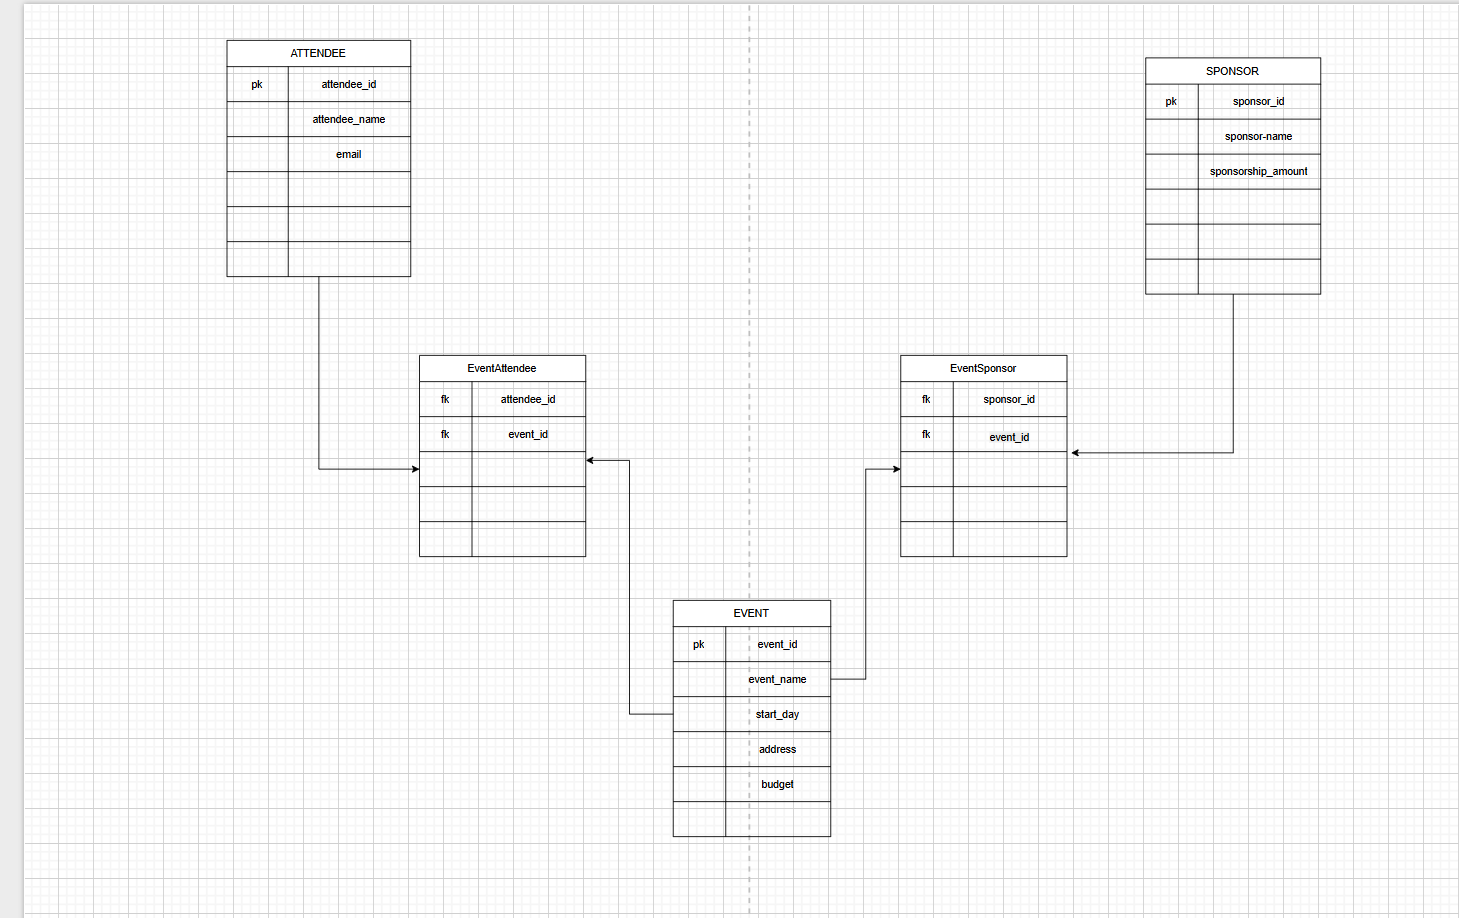 ATTENDEE
pk attendee_id
attendee_name
email
SPONSOR
pk sponsor_id
sponsor-name
sponsorship_amount
EventAttendee
fk attendee_id
fk event_id
EventSponsor
fk sponsor_id
fk event_id
EVENT
pk event_id
event_name
start_day
address
budget